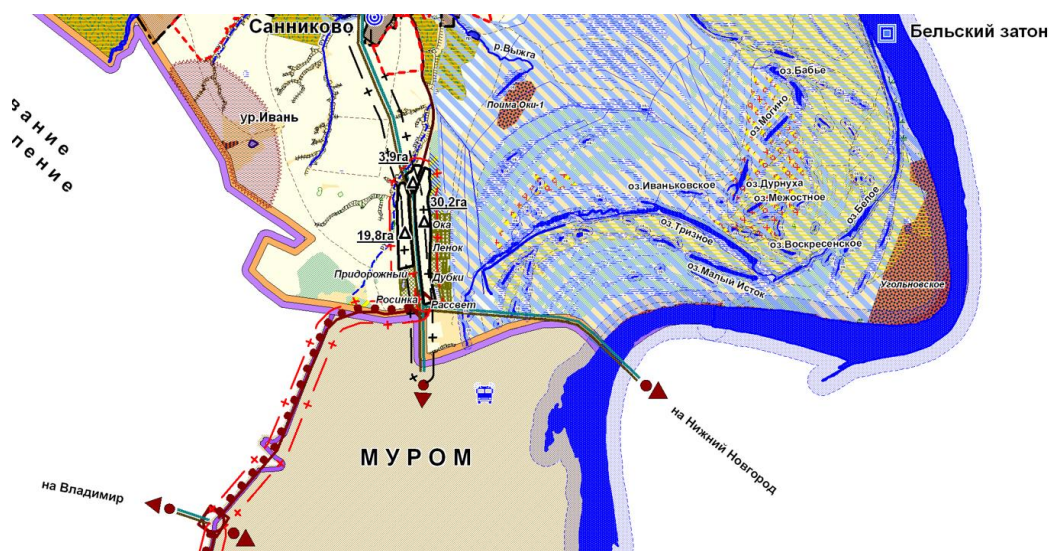 Санниково
Бельский затон
р.Выжга
оз.Бабье
Пойма Оки-1
оз.Могино
вание
пление
ур.Ивань
3.9га
оз.Иваньковское
оз.Дурнуха
оз.Межостное
30.2га
оз.Белое
Ока
19.8га
оз.Тризное
оз.Воскресенское
Ленок
Придорожный
Дубки
оз.Малый Исток
Угольновское
Росинка
Рассвет
на Нижний Новгород
МУРОМ
на Владимир